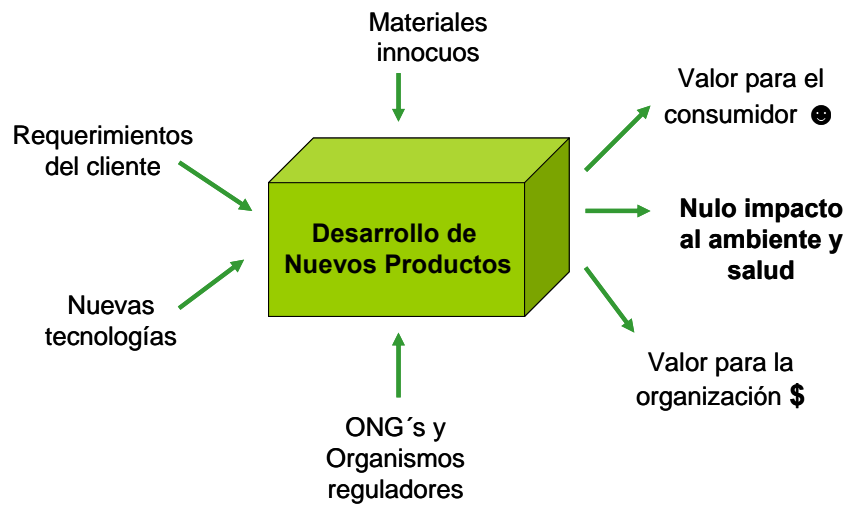 Materiales
innocuos
Requerimientos
del cliente
Nuevas
tecnologías
Desarrollo de
Nuevos Productos
ONG´s y
Organismos
reguladores
Valor para el
consumidor ☻
Nulo impacto
al ambiente y
salud
Valor para la
organización $